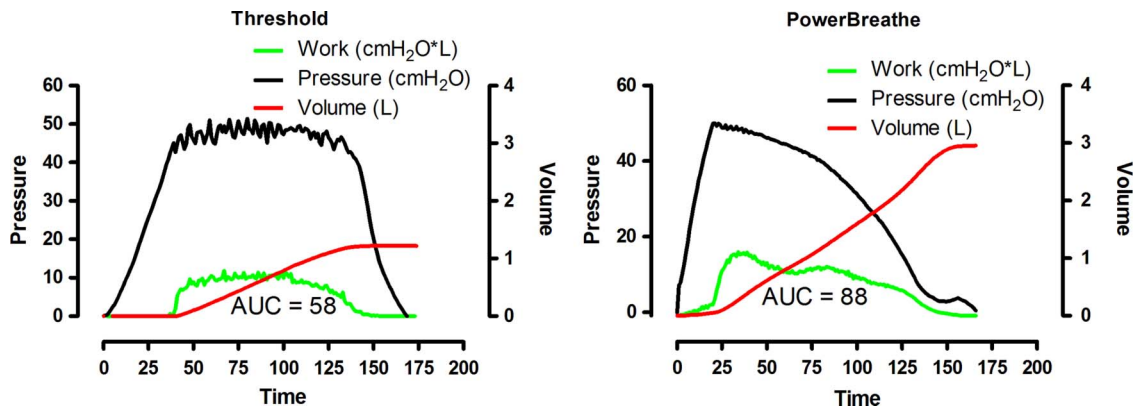 Threshold
Work (cmH₂O*L)
Pressure (cmH₂O)
Volume (L)
Pressure
60
50
40
30
20
10
0
4
3
2
1
0
Volume
AUC = 58
0 25 50 75 100 125 150 175 200
Time
PowerBreathe
Work (cmH₂O*L)
Pressure (cmH₂O)
Volume (L)
Pressure
60
40
20
0
4
3
2
1
0
Volume
AUC = 88
0 25 50 75 100 125 150 175 200
Time